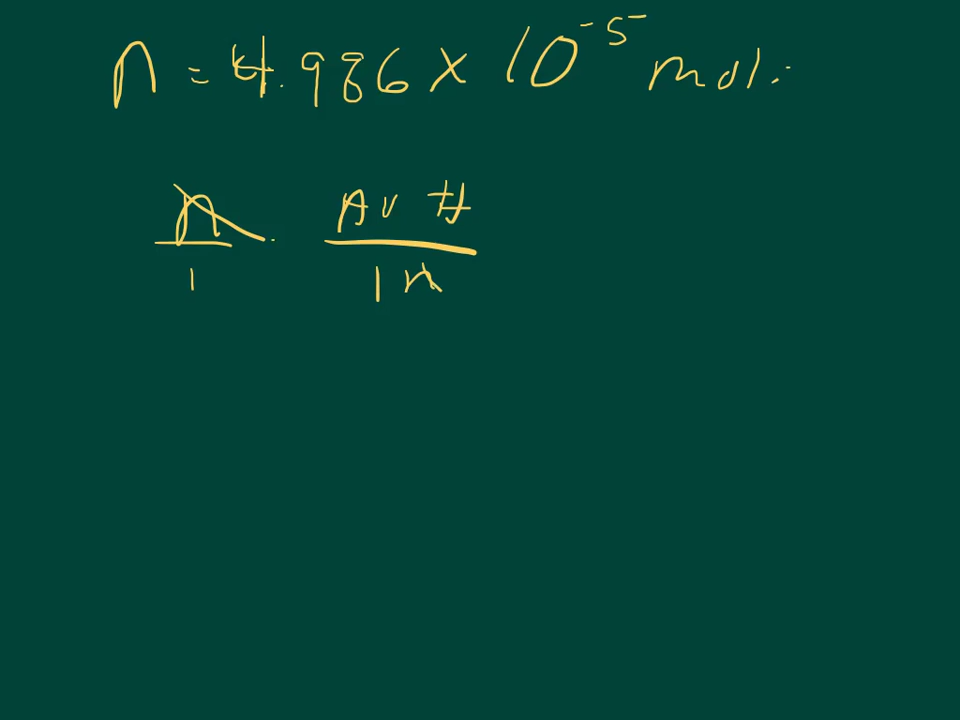 n = 4.986 × 10⁻⁵ mol.
n Av #
1 1 n